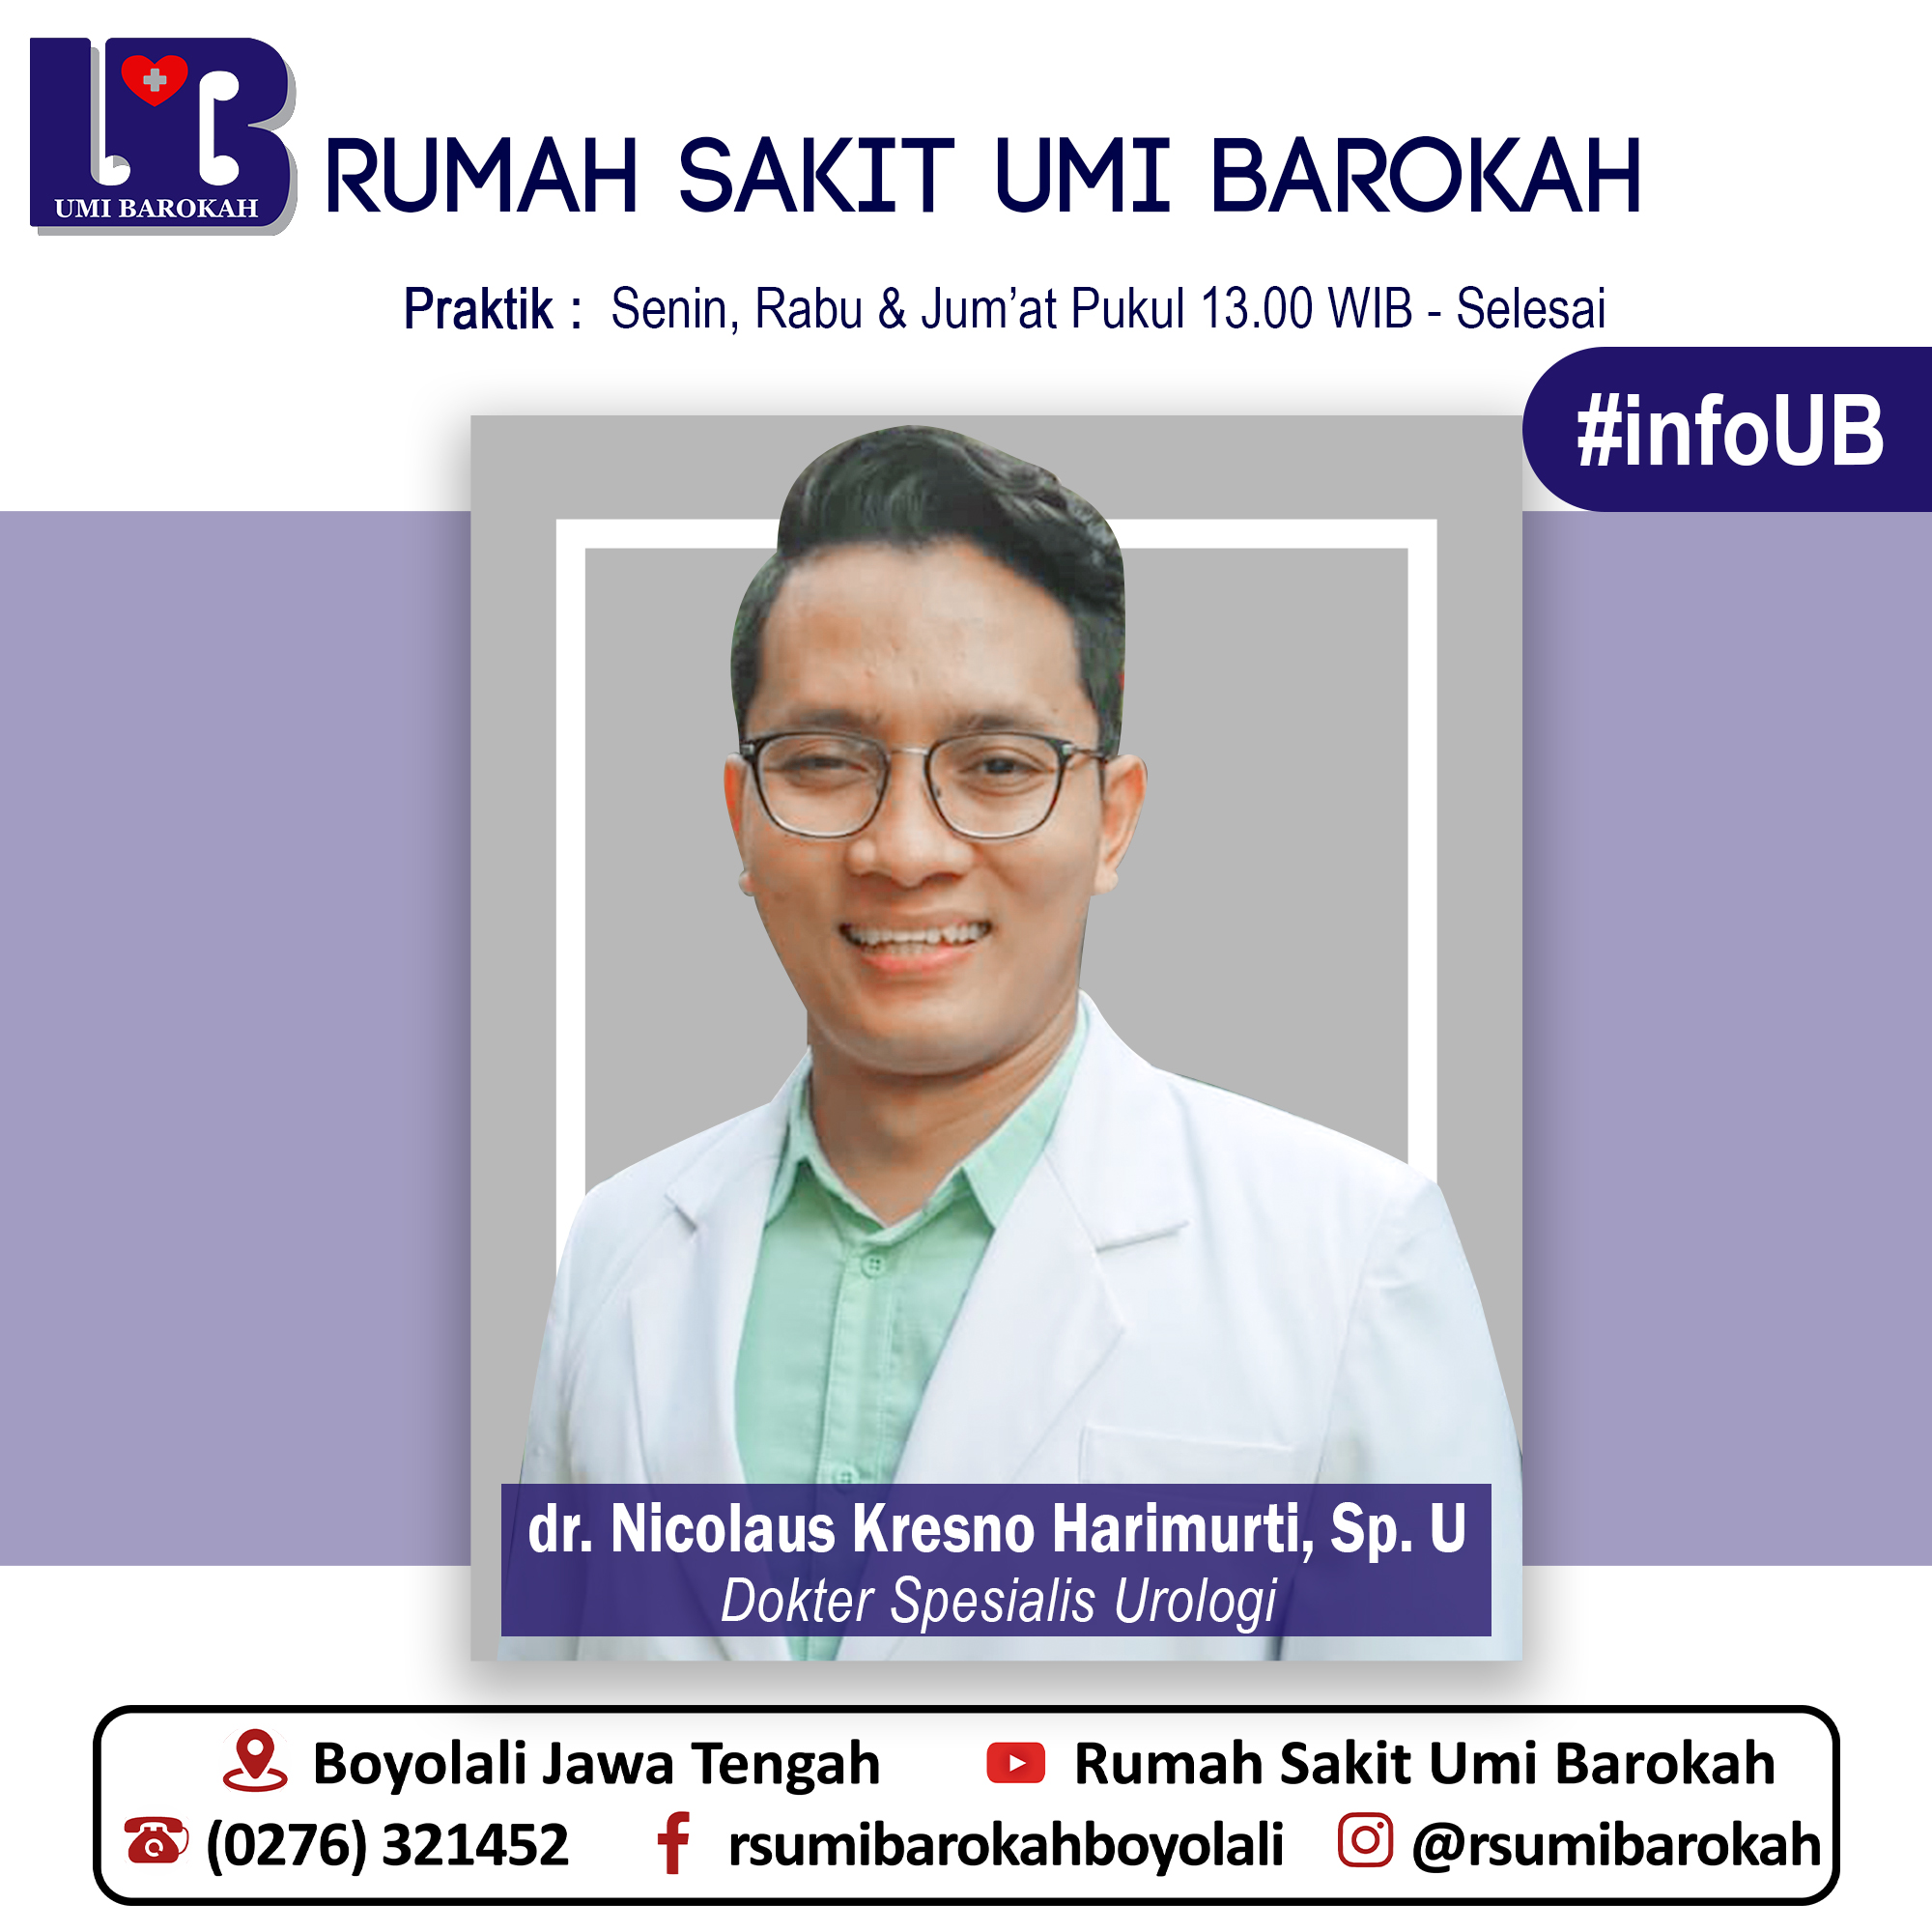 UMI BAROKAH
RUMAH SAKIT UMI BAROKAH
Praktik : Senin, Rabu & Jum’at Pukul 13.00 WIB - Selesai
#infoUB
dr. Nicolaus Kresno Harimurti, Sp. U
Dokter Spesialis Urologi
Boyolali Jawa Tengah
Rumah Sakit Umi Barokah
(0276) 321452
rsumibarokahboyolali
@rsumibarokah